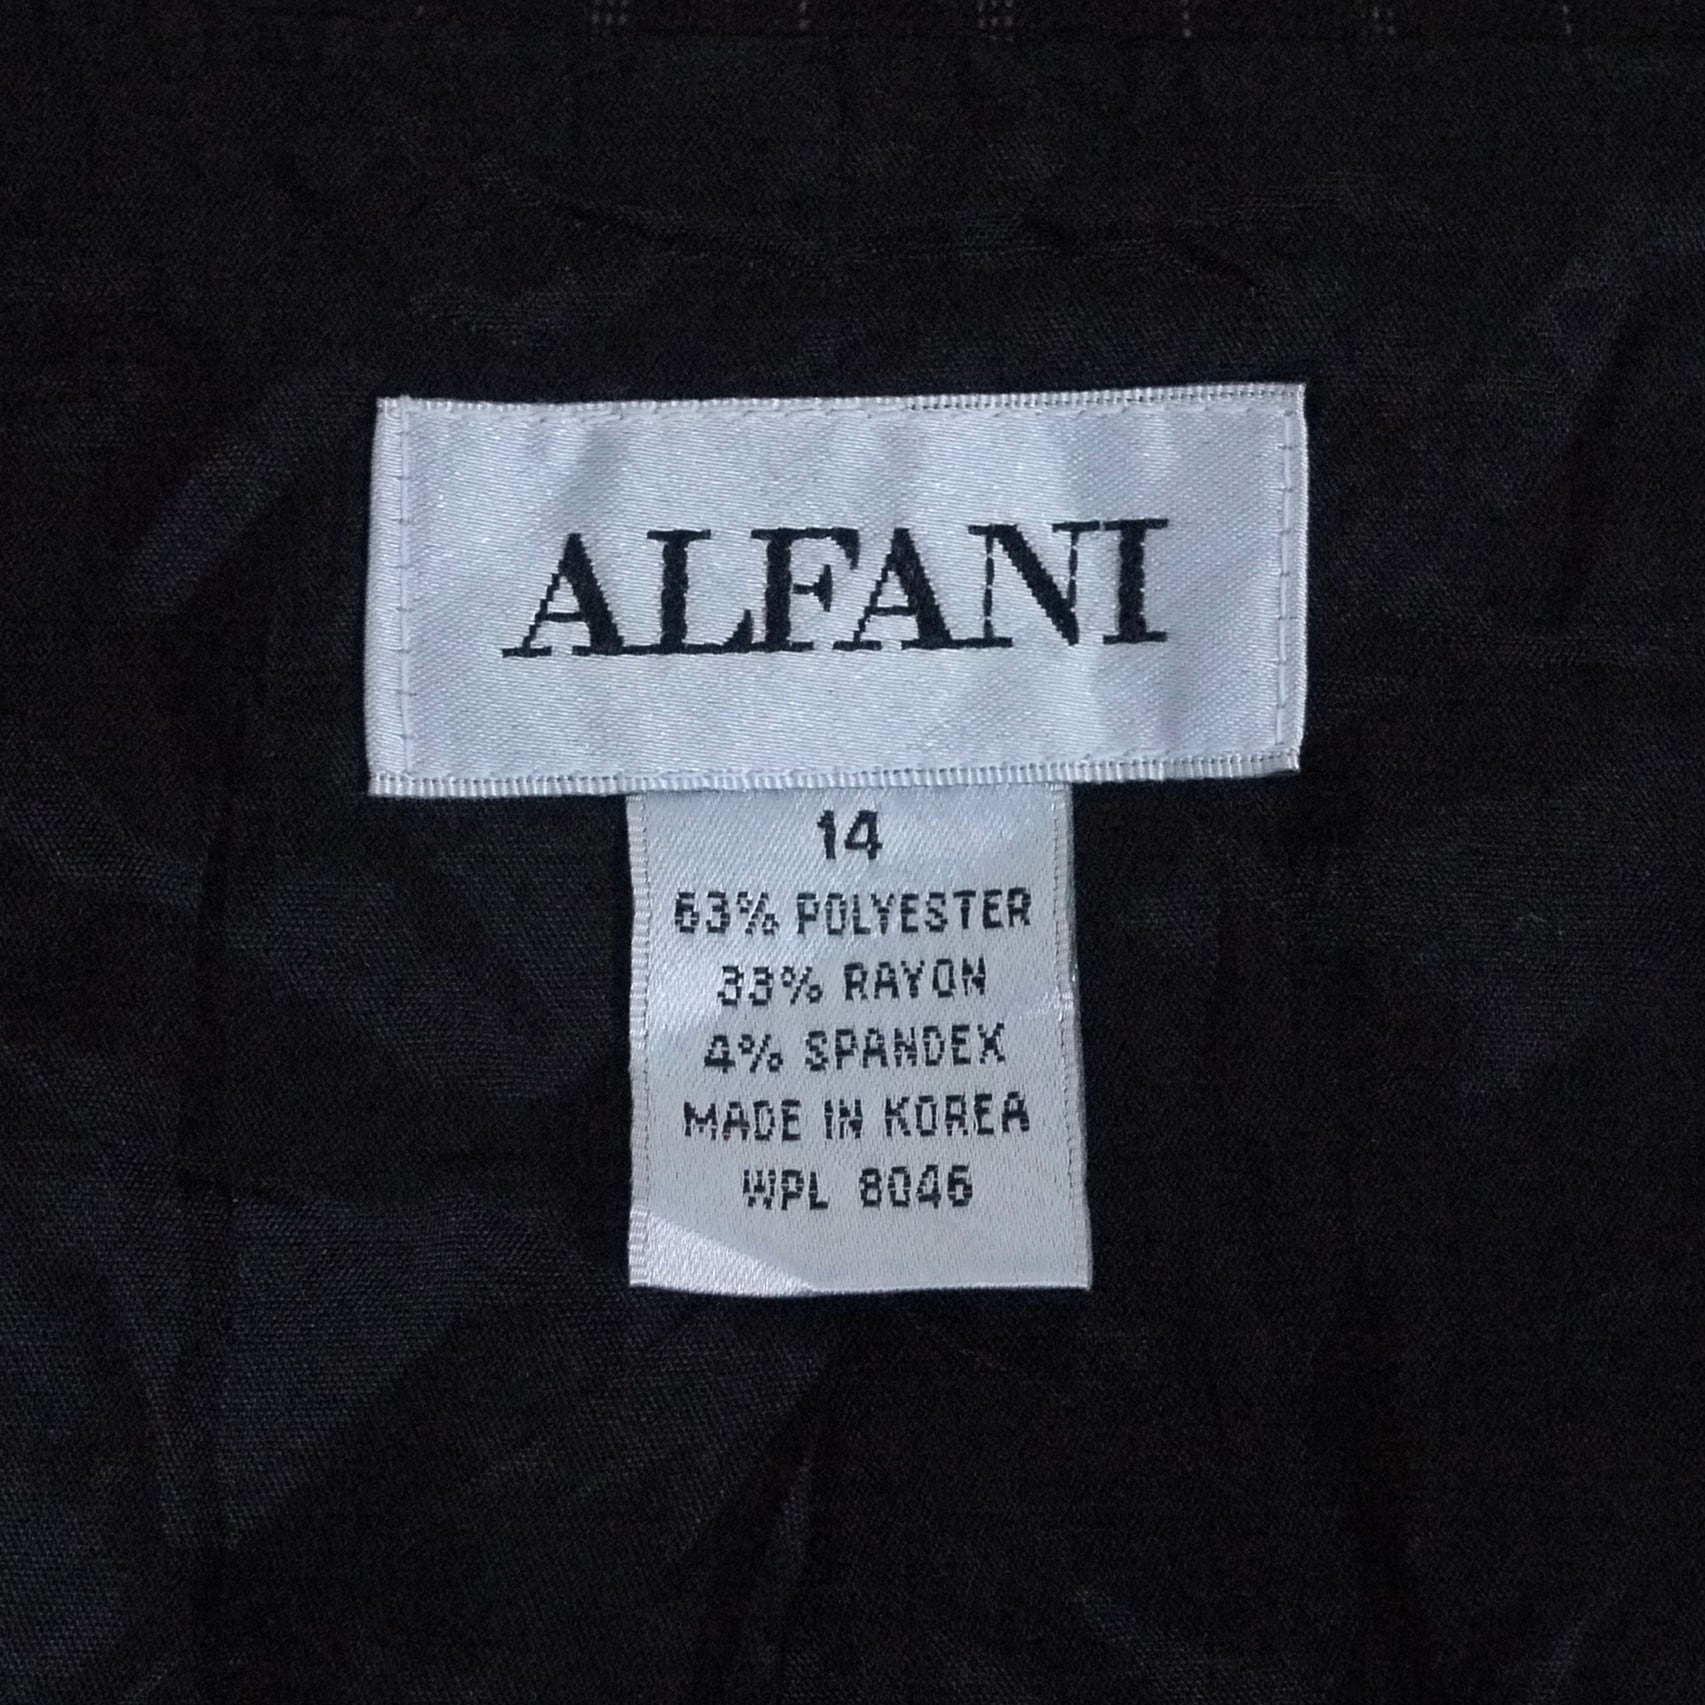 ALFANI
14
63% POLYESTER
33% RAYON
4% SPANDEX
MADE IN KOREA
WPL 8046